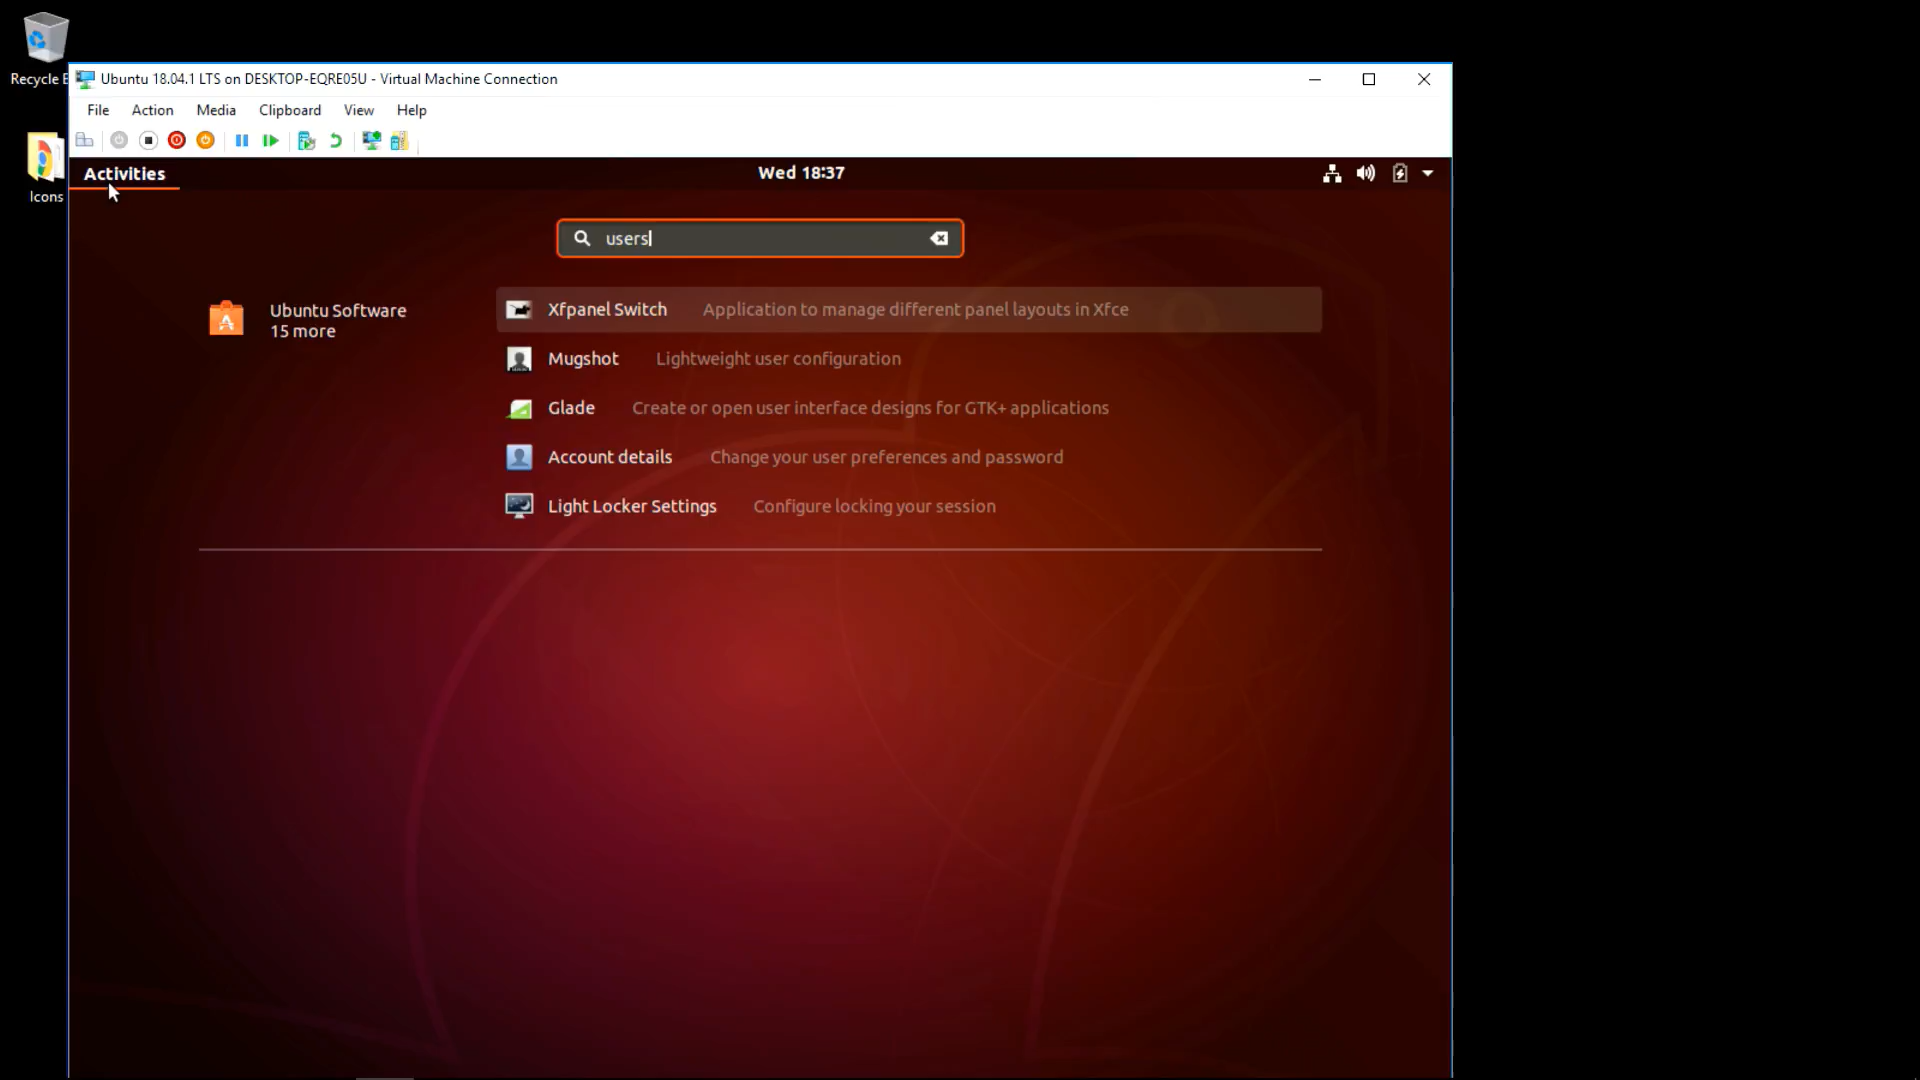 Recycle B
Icons
Ubuntu 18.04.1 LTS on DESKTOP-EQRE05U - Virtual Machine Connection
File Action Media Clipboard View Help
Activities
Wed 18:37
users
Ubuntu Software
15 more
Xfpanel Switch Application to manage different panel layouts in Xfce
Mugshot Lightweight user configuration
Glade Create or open user interface designs for GTK+ applications
Account details Change your user preferences and password
Light Locker Settings Configure locking your session